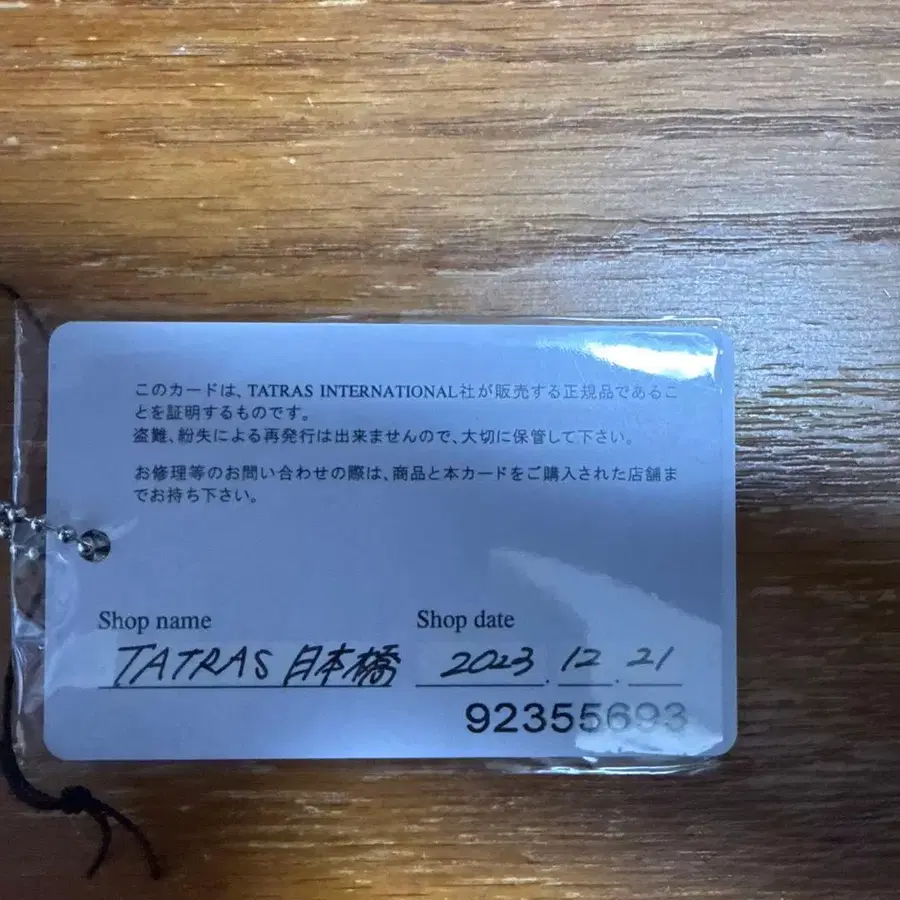 このカードは、TATRAS INTERNATIONAL社が販売する正規品であるこ
とを証明するものです。
盗難、紛失による再発行は出来ませんので、大切に保管して下さい。
お修理等のお問い合わせの際は、商品と本カードをご購入された店舗ま
でお持ち下さい。
Shop name Shop date
TATRAS 日本橋 2023.12.21
92355693